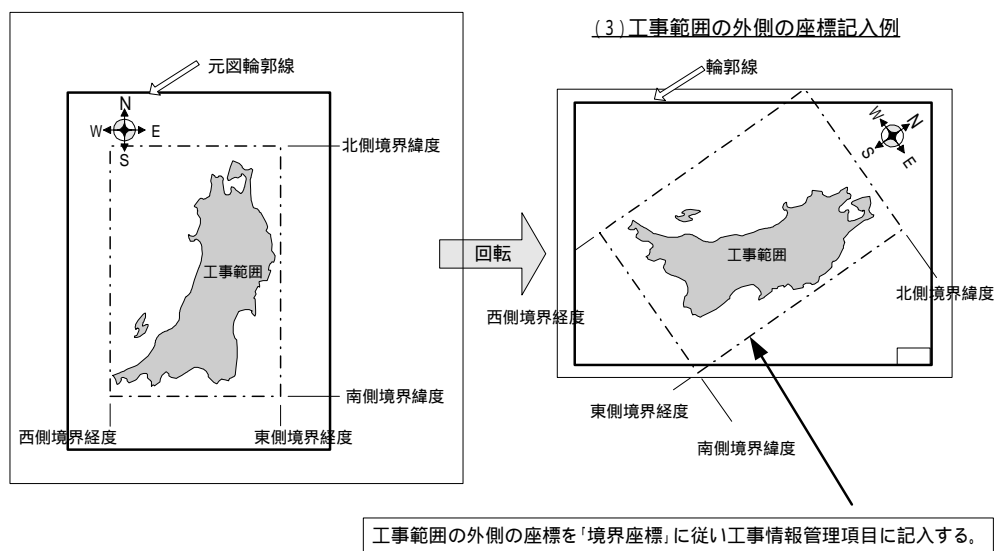 (3)工事範囲の外側の座標記入例
元図輪郭線
N
W
E
S
北側境界緯度
工事範囲
南側境界緯度
西側境界経度
東側境界経度
回転
輪郭線
W
N
S
E
工事範囲
北側境界緯度
西側境界経度
東側境界経度
南側境界緯度
工事範囲の外側の座標を「境界座標」に従い工事情報管理項目に記入する。